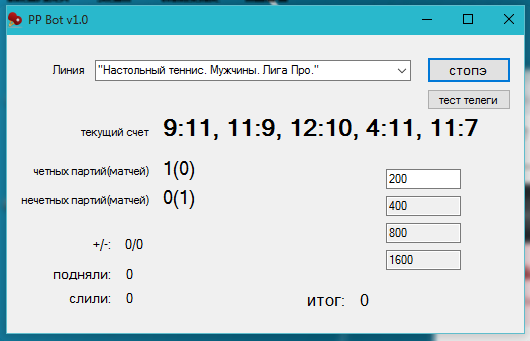 PP Bot v1.0
Линия "Настольный теннис. Мужчины. Лига Про." стопэ
тест телеги
текущий счет 9:11, 11:9, 12:10, 4:11, 11:7
четных партий(матчей) 1(0)
200
нечетных партий(матчей) 0(1)
400
800
+/-: 0/0
1600
подняли: 0
слили: 0
итог: 0